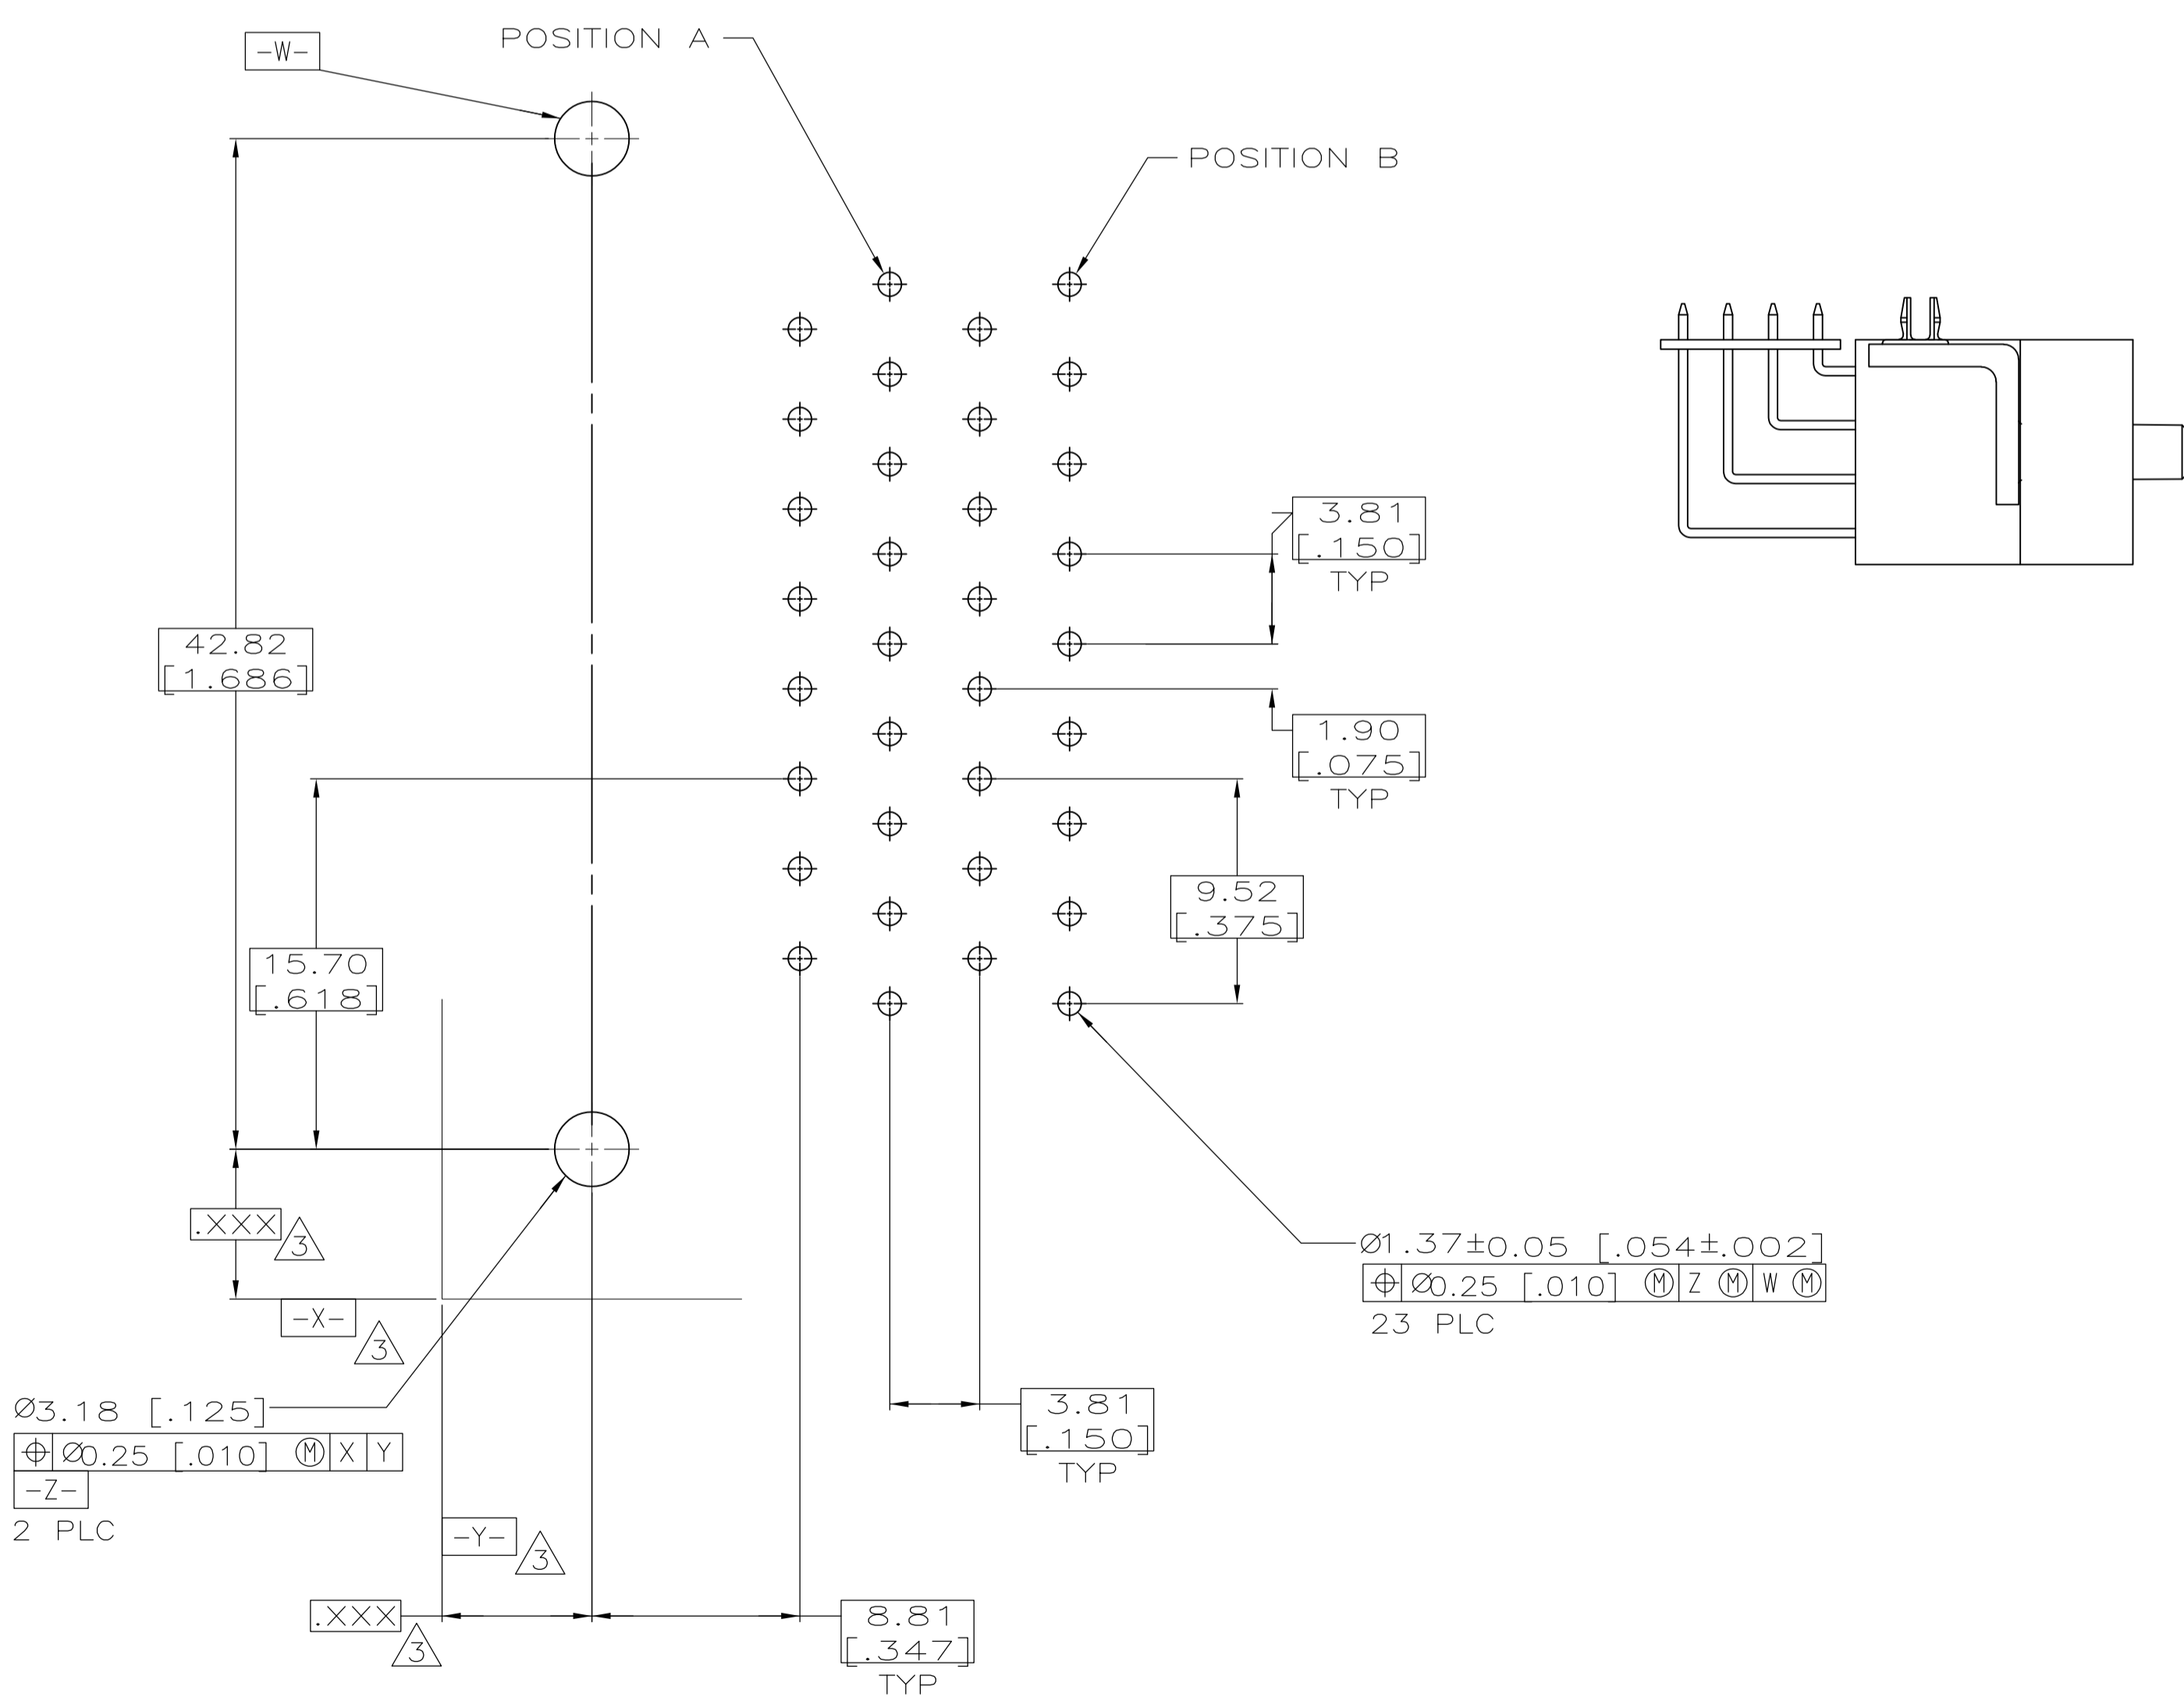 POSITION A
-W-
POSITION B
3.81
[.150]
TYP
42.82
[1.686]
1.90
[.075]
TYP
9.52
[.375]
15.70
[.618]
.XXX
3
Ø1.37±0.05 [.054±.002]
⌖ Ø0.25 [.010] Ⓜ Z Ⓜ W Ⓜ
23 PLC
-X-
3
Ø3.18 [.125]
⌖ Ø0.25 [.010] Ⓜ X Y
-Z-
2 PLC
3.81
[.150]
TYP
-Y-
3
.XXX
3
8.81
[.347]
TYP